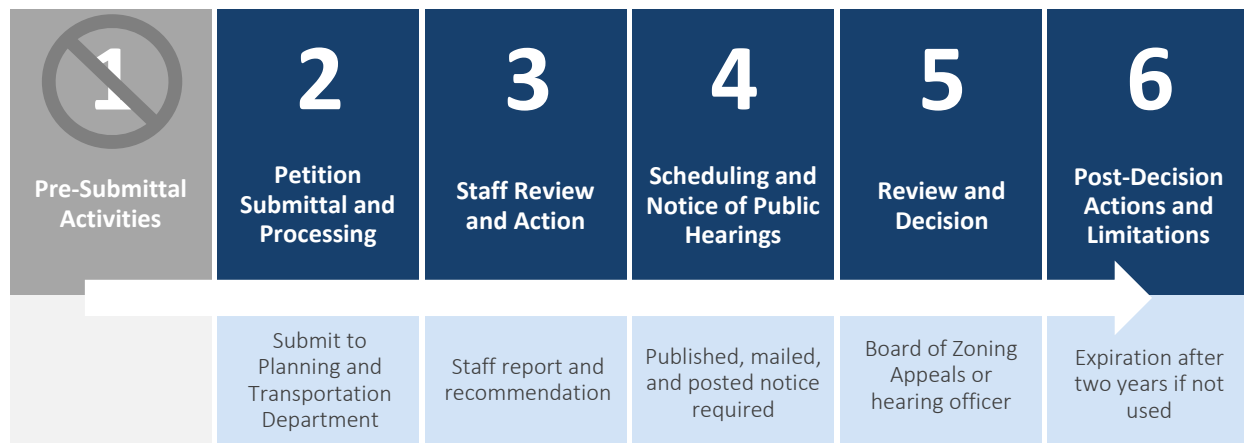 1
Pre-Submittal
Activities
2
Petition
Submittal and
Processing
Submit to
Planning and
Transportation
Department
3
Staff Review
and Action
Staff report and
recommendation
4
Scheduling and
Notice of Public
Hearings
Published, mailed,
and posted notice
required
5
Review and
Decision
Board of Zoning
Appeals or
hearing officer
6
Post-Decision
Actions and
Limitations
Expiration after
two years if not
used